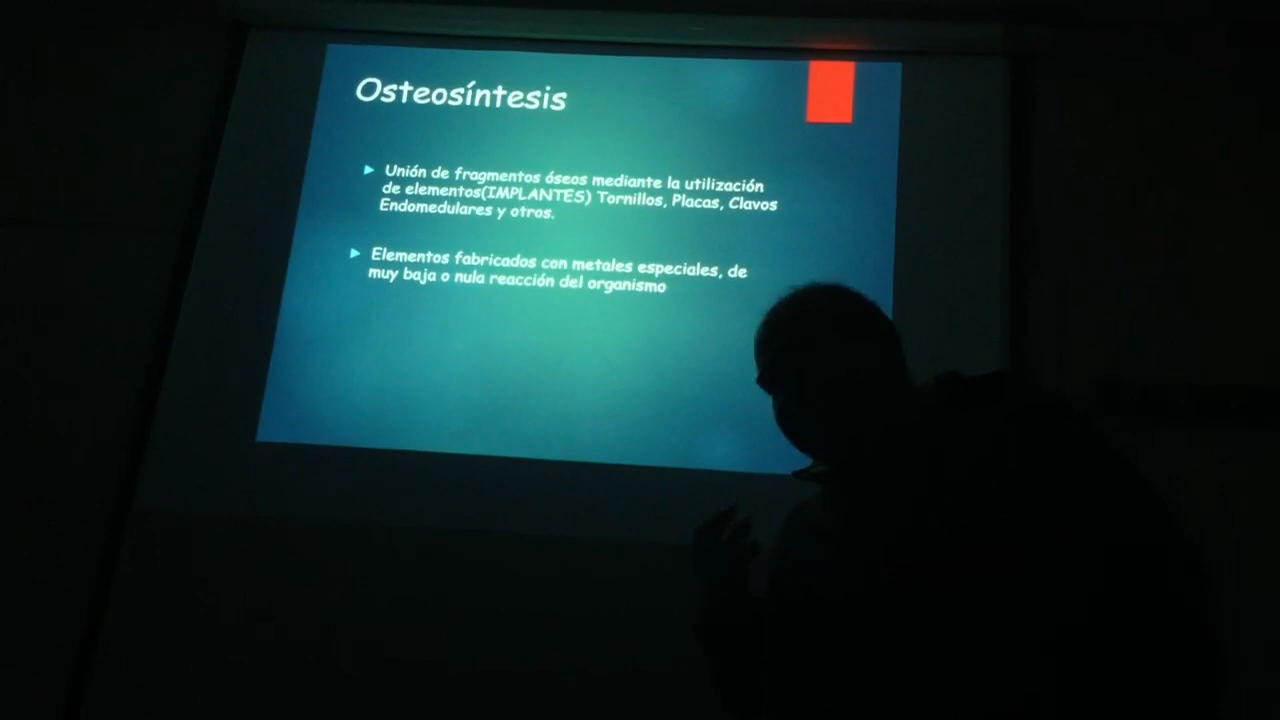 Osteosíntesis
Unión de fragmentos óseos mediante la utilización
de elementos(IMPLANTES) Tornillos, Placas, Clavos
Endomedulares y otros.
Elementos fabricados con metales especiales, de
muy baja o nula reacción del organismo